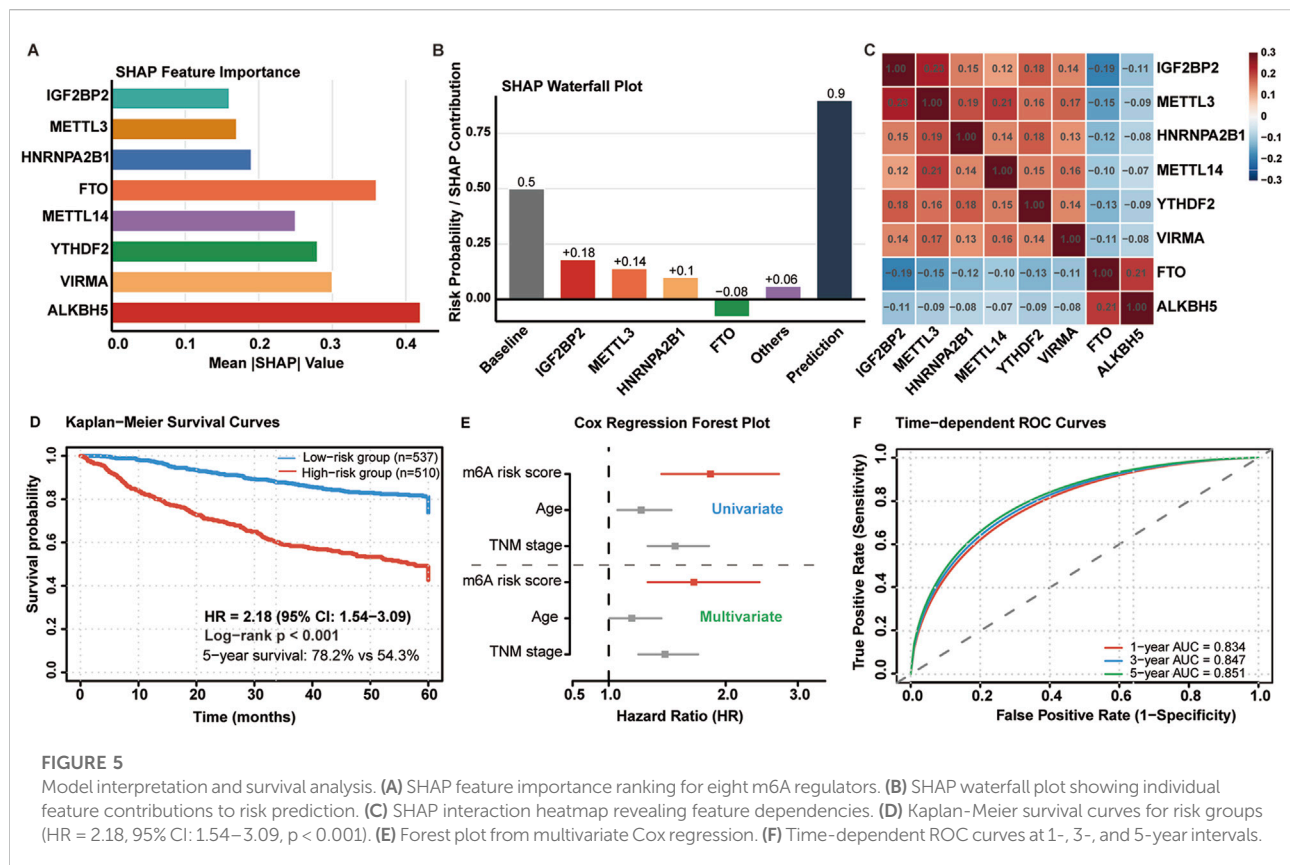 A
SHAP Feature Importance
IGF2BP2
METTL3
HNRNPA2B1
FTO
METTL14
YTHDF2
VIRMA
ALKBH5
0.0 0.1 0.2 0.3 0.4
Mean |SHAP| Value
B
SHAP Waterfall Plot
Risk Probability / SHAP Contribution
0.75
0.50
0.25
0.00
0.5
+0.18
+0.14
+0.1
−0.08
+0.06
0.9
Baseline
IGF2BP2
METTL3
HNRNPA2B1
FTO
Others
Prediction
C
1.00 0.15 0.12 0.18 0.14 −0.19 −0.11 IGF2BP2
1.00 0.19 0.21 0.16 0.17 −0.15 −0.09 METTL3
0.15 0.19 1.00 0.14 0.18 0.13 −0.12 −0.08 HNRNPA2B1
0.12 0.21 0.14 1.00 0.15 0.16 −0.10 −0.07 METTL14
0.18 0.16 0.18 0.15 1.00 0.14 −0.13 −0.09 YTHDF2
0.14 0.17 0.13 0.16 0.14 1.00 −0.11 −0.08 VIRMA
−0.19 −0.15 −0.12 −0.10 −0.13 −0.11 1.00 0.21 FTO
−0.11 −0.09 −0.08 −0.07 −0.09 −0.08 0.21 1.00 ALKBH5
IGF2BP2
METTL3
HNRNPA2B1
METTL14
YTHDF2
VIRMA
FTO
ALKBH5
0.3
0.2
0.1
0
−0.1
−0.2
−0.3
D Kaplan−Meier Survival Curves
Survival probability
1.0
0.8
0.6
0.4
0.2
0.0
Low−risk group (n=537)
High−risk group (n=510)
HR = 2.18 (95% CI: 1.54−3.09)
Log−rank p < 0.001
5−year survival: 78.2% vs 54.3%
0 10 20 30 40 50 60
Time (months)
E Cox Regression Forest Plot
m6A risk score
Age
TNM stage
Univariate
m6A risk score
Age
TNM stage
Multivariate
0.5 1.0 2.0 3.0
Hazard Ratio (HR)
F Time−dependent ROC Curves
True Positive Rate (Sensitivity)
1.0
0.8
0.6
0.4
0.2
0.0
1−year AUC = 0.834
3−year AUC = 0.847
5−year AUC = 0.851
0.0 0.2 0.4 0.6 0.8 1.0
False Positive Rate (1−Specificity)
FIGURE 5
Model interpretation and survival analysis. (A) SHAP feature importance ranking for eight m6A regulators. (B) SHAP waterfall plot showing individual
feature contributions to risk prediction. (C) SHAP interaction heatmap revealing feature dependencies. (D) Kaplan-Meier survival curves for risk groups
(HR = 2.18, 95% CI: 1.54–3.09, p < 0.001). (E) Forest plot from multivariate Cox regression. (F) Time-dependent ROC curves at 1-, 3-, and 5-year intervals.